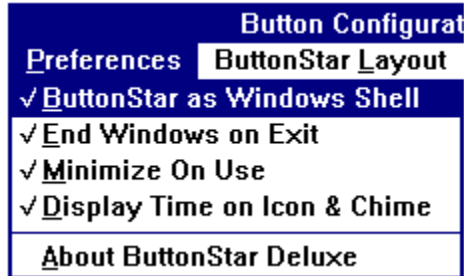 Button Configurat
Preferences ButtonStar Layout
✓ButtonStar as Windows Shell
✓End Windows on Exit
✓Minimize On Use
✓Display Time on Icon & Chime
About ButtonStar Deluxe